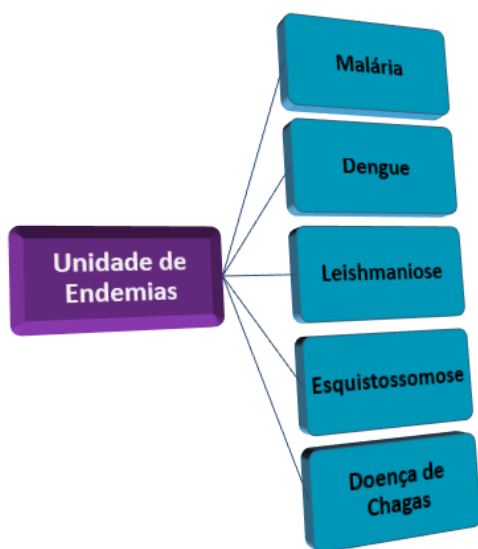 Malária
Dengue
Unidade de
Endemias
Leishmaniose
Esquistossomose
Doença de
Chagas